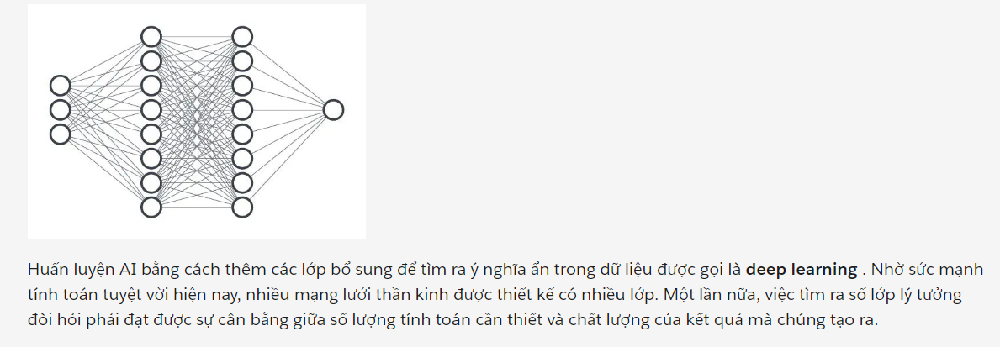 Huấn luyện AI bằng cách thêm các lớp bổ sung để tìm ra ý nghĩa ẩn trong dữ liệu được gọi là deep learning . Nhờ sức mạnh
tính toán tuyệt vời hiện nay, nhiều mạng lưới thần kinh được thiết kế có nhiều lớp. Một lần nữa, việc tìm ra số lớp lý tưởng
đòi hỏi phải đạt được sự cân bằng giữa số lượng tính toán cần thiết và chất lượng của kết quả mà chúng tạo ra.